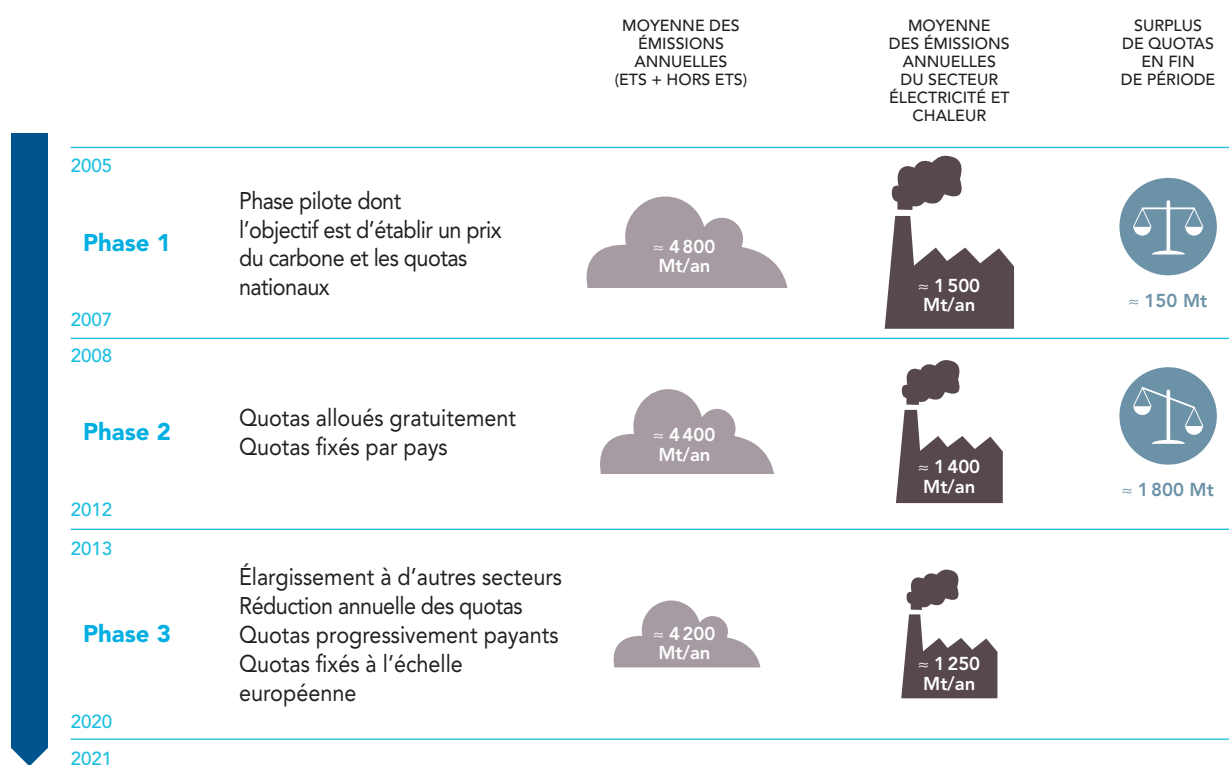 MOYENNE DES
ÉMISSIONS
ANNUELLES
(ETS + HORS ETS)
MOYENNE
DES ÉMISSIONS
ANNUELLES
DU SECTEUR
ÉLECTRICITÉ ET
CHALEUR
SURPLUS
DE QUOTAS
EN FIN
DE PÉRIODE
2005
Phase 1
Phase pilote dont
l'objectif est d'établir un prix
du carbone et les quotas
nationaux
≈ 4 800
Mt/an
≈ 1 500
Mt/an
≈ 150 Mt
2007
2008
Phase 2
Quotas alloués gratuitement
Quotas fixés par pays
≈ 4 400
Mt/an
≈ 1 400
Mt/an
≈ 1 800 Mt
2012
2013
Phase 3
Élargissement à d'autres secteurs
Réduction annuelle des quotas
Quotas progressivement payants
Quotas fixés à l'échelle
européenne
≈ 4 200
Mt/an
≈ 1 250
Mt/an
2020
2021